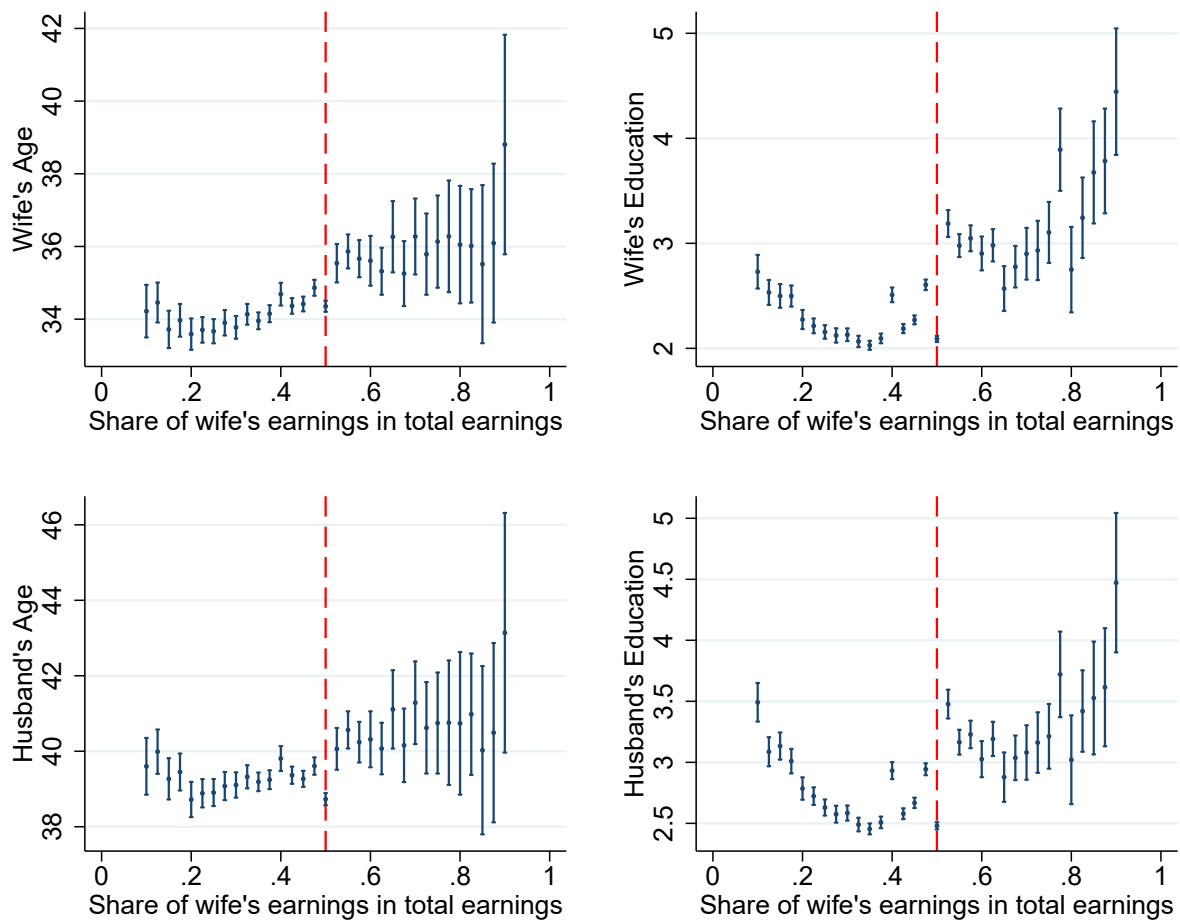 Wife's Age
42
40
38
36
34
0 .2 .4 .6 .8 1
Share of wife's earnings in total earnings
Wife's Education
5
4
3
2
0 .2 .4 .6 .8 1
Share of wife's earnings in total earnings
Husband's Age
46
44
42
40
38
0 .2 .4 .6 .8 1
Share of wife's earnings in total earnings
Husband's Education
5
4.5
4
3.5
3
2.5
0 .2 .4 .6 .8 1
Share of wife's earnings in total earnings